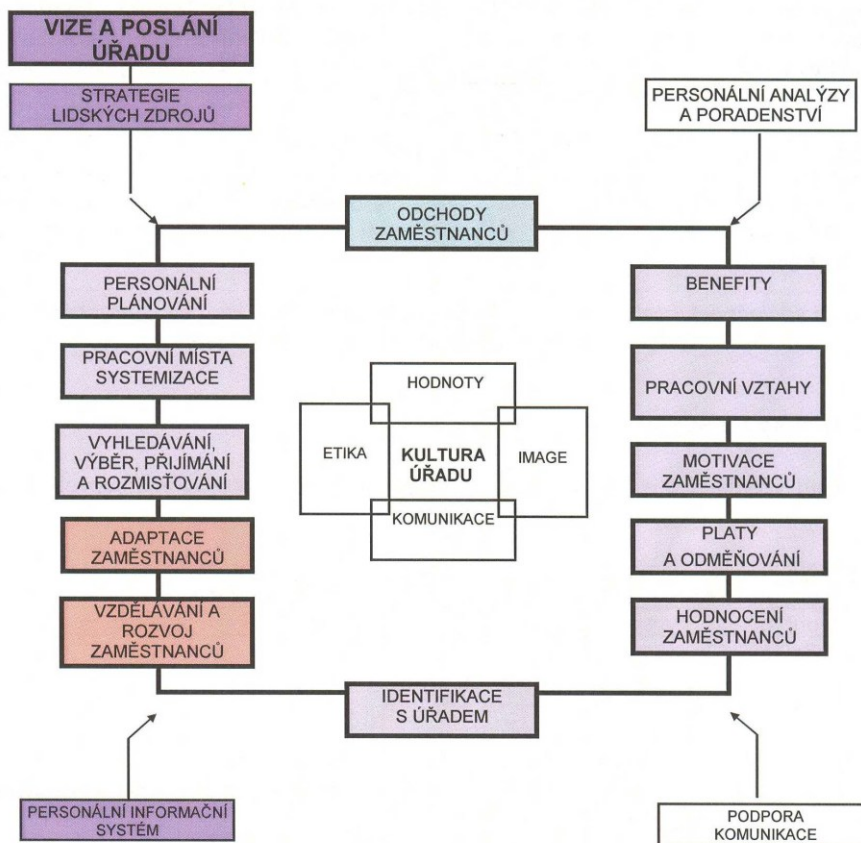 VIZE A POSLÁNÍ
ÚŘADU
STRATEGIE
LIDSKÝCH ZDROJŮ
PERSONÁLNÍ ANALÝZY
A PORADENSTVÍ
ODCHODY
ZAMĚSTNANCŮ
PERSONÁLNÍ
PLÁNOVÁNÍ
PRACOVNÍ MÍSTA
SYSTEMIZACE
VYHLEDÁVÁNÍ,
VÝBĚR, PŘIJÍMÁNÍ
A ROZMISŤOVÁNÍ
ADAPTACE
ZAMĚSTNANCŮ
VZDĚLÁVÁNÍ A
ROZVOJ
ZAMĚSTNANCŮ
HODNOTY
ETIKA
KULTURA
ÚŘADU
IMAGE
KOMUNIKACE
BENEFITY
PRACOVNÍ VZTAHY
MOTIVACE
ZAMĚSTNANCŮ
PLATY
A ODMĚŇOVÁNÍ
HODNOCENÍ
ZAMĚSTNANCŮ
IDENTIFIKACE
S ÚŘADEM
PERSONÁLNÍ INFORMAČNÍ
SYSTÉM
PODPORA
KOMUNIKACE